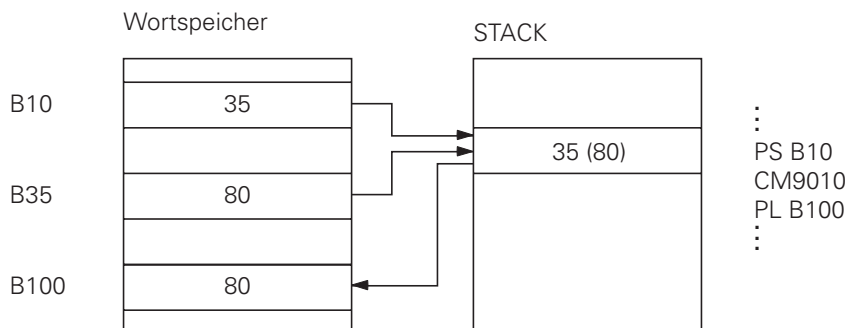 Wortspeicher
STACK
B10
35
35 (80)
B35
80
B100
80
⋮
PS B10
CM9010
PL B100
⋮